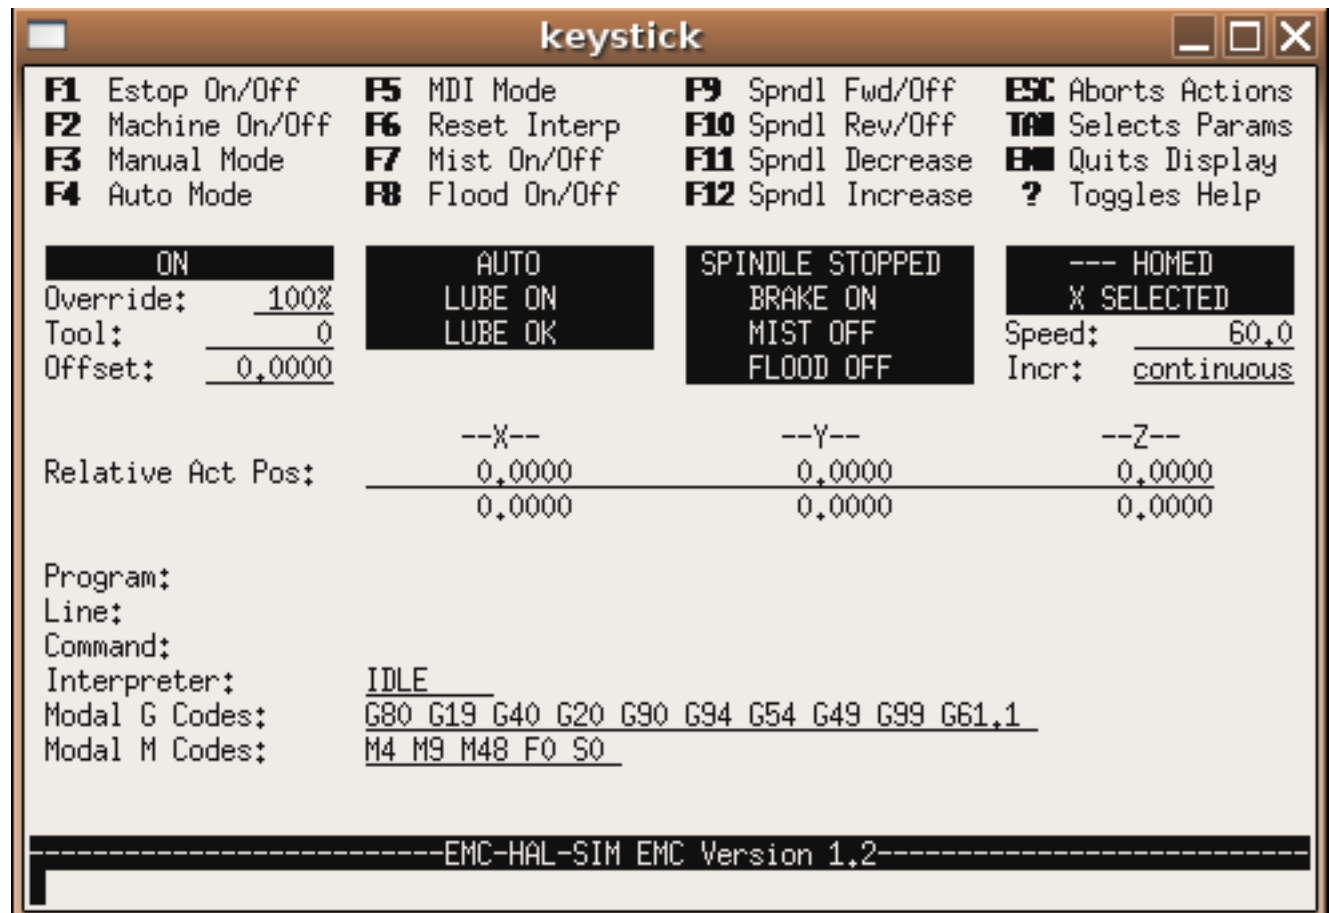 keystick
F1 Estop On/Off F5 MDI Mode F9 Spndl Fwd/Off ESC Aborts Actions
F2 Machine On/Off F6 Reset Interp F10 Spndl Rev/Off TAB Selects Params
F3 Manual Mode F7 Mist On/Off F11 Spndl Decrease Quits Display
F4 Auto Mode F8 Flood On/Off F12 Spndl Increase ? Toggles Help
ON AUTO SPINDLE STOPPED --- HOMED
Override: 100% LUBE ON BRAKE ON X SELECTED
Tool: 0 LUBE OK MIST OFF Speed: 60.0
Offset: 0.0000 FLOOD OFF Incr: continuous
--X-- --Y-- --Z--
Relative Act Pos: 0.0000 0.0000 0.0000
0.0000 0.0000 0.0000
Program:
Line:
Command:
Interpreter: IDLE
Modal G Codes: G80 G19 G40 G20 G90 G94 G54 G49 G99 G61.1
Modal M Codes: M4 M9 M48 F0 S0
--------------------------EMC-HAL-SIM EMC Version 1.2---------------------------